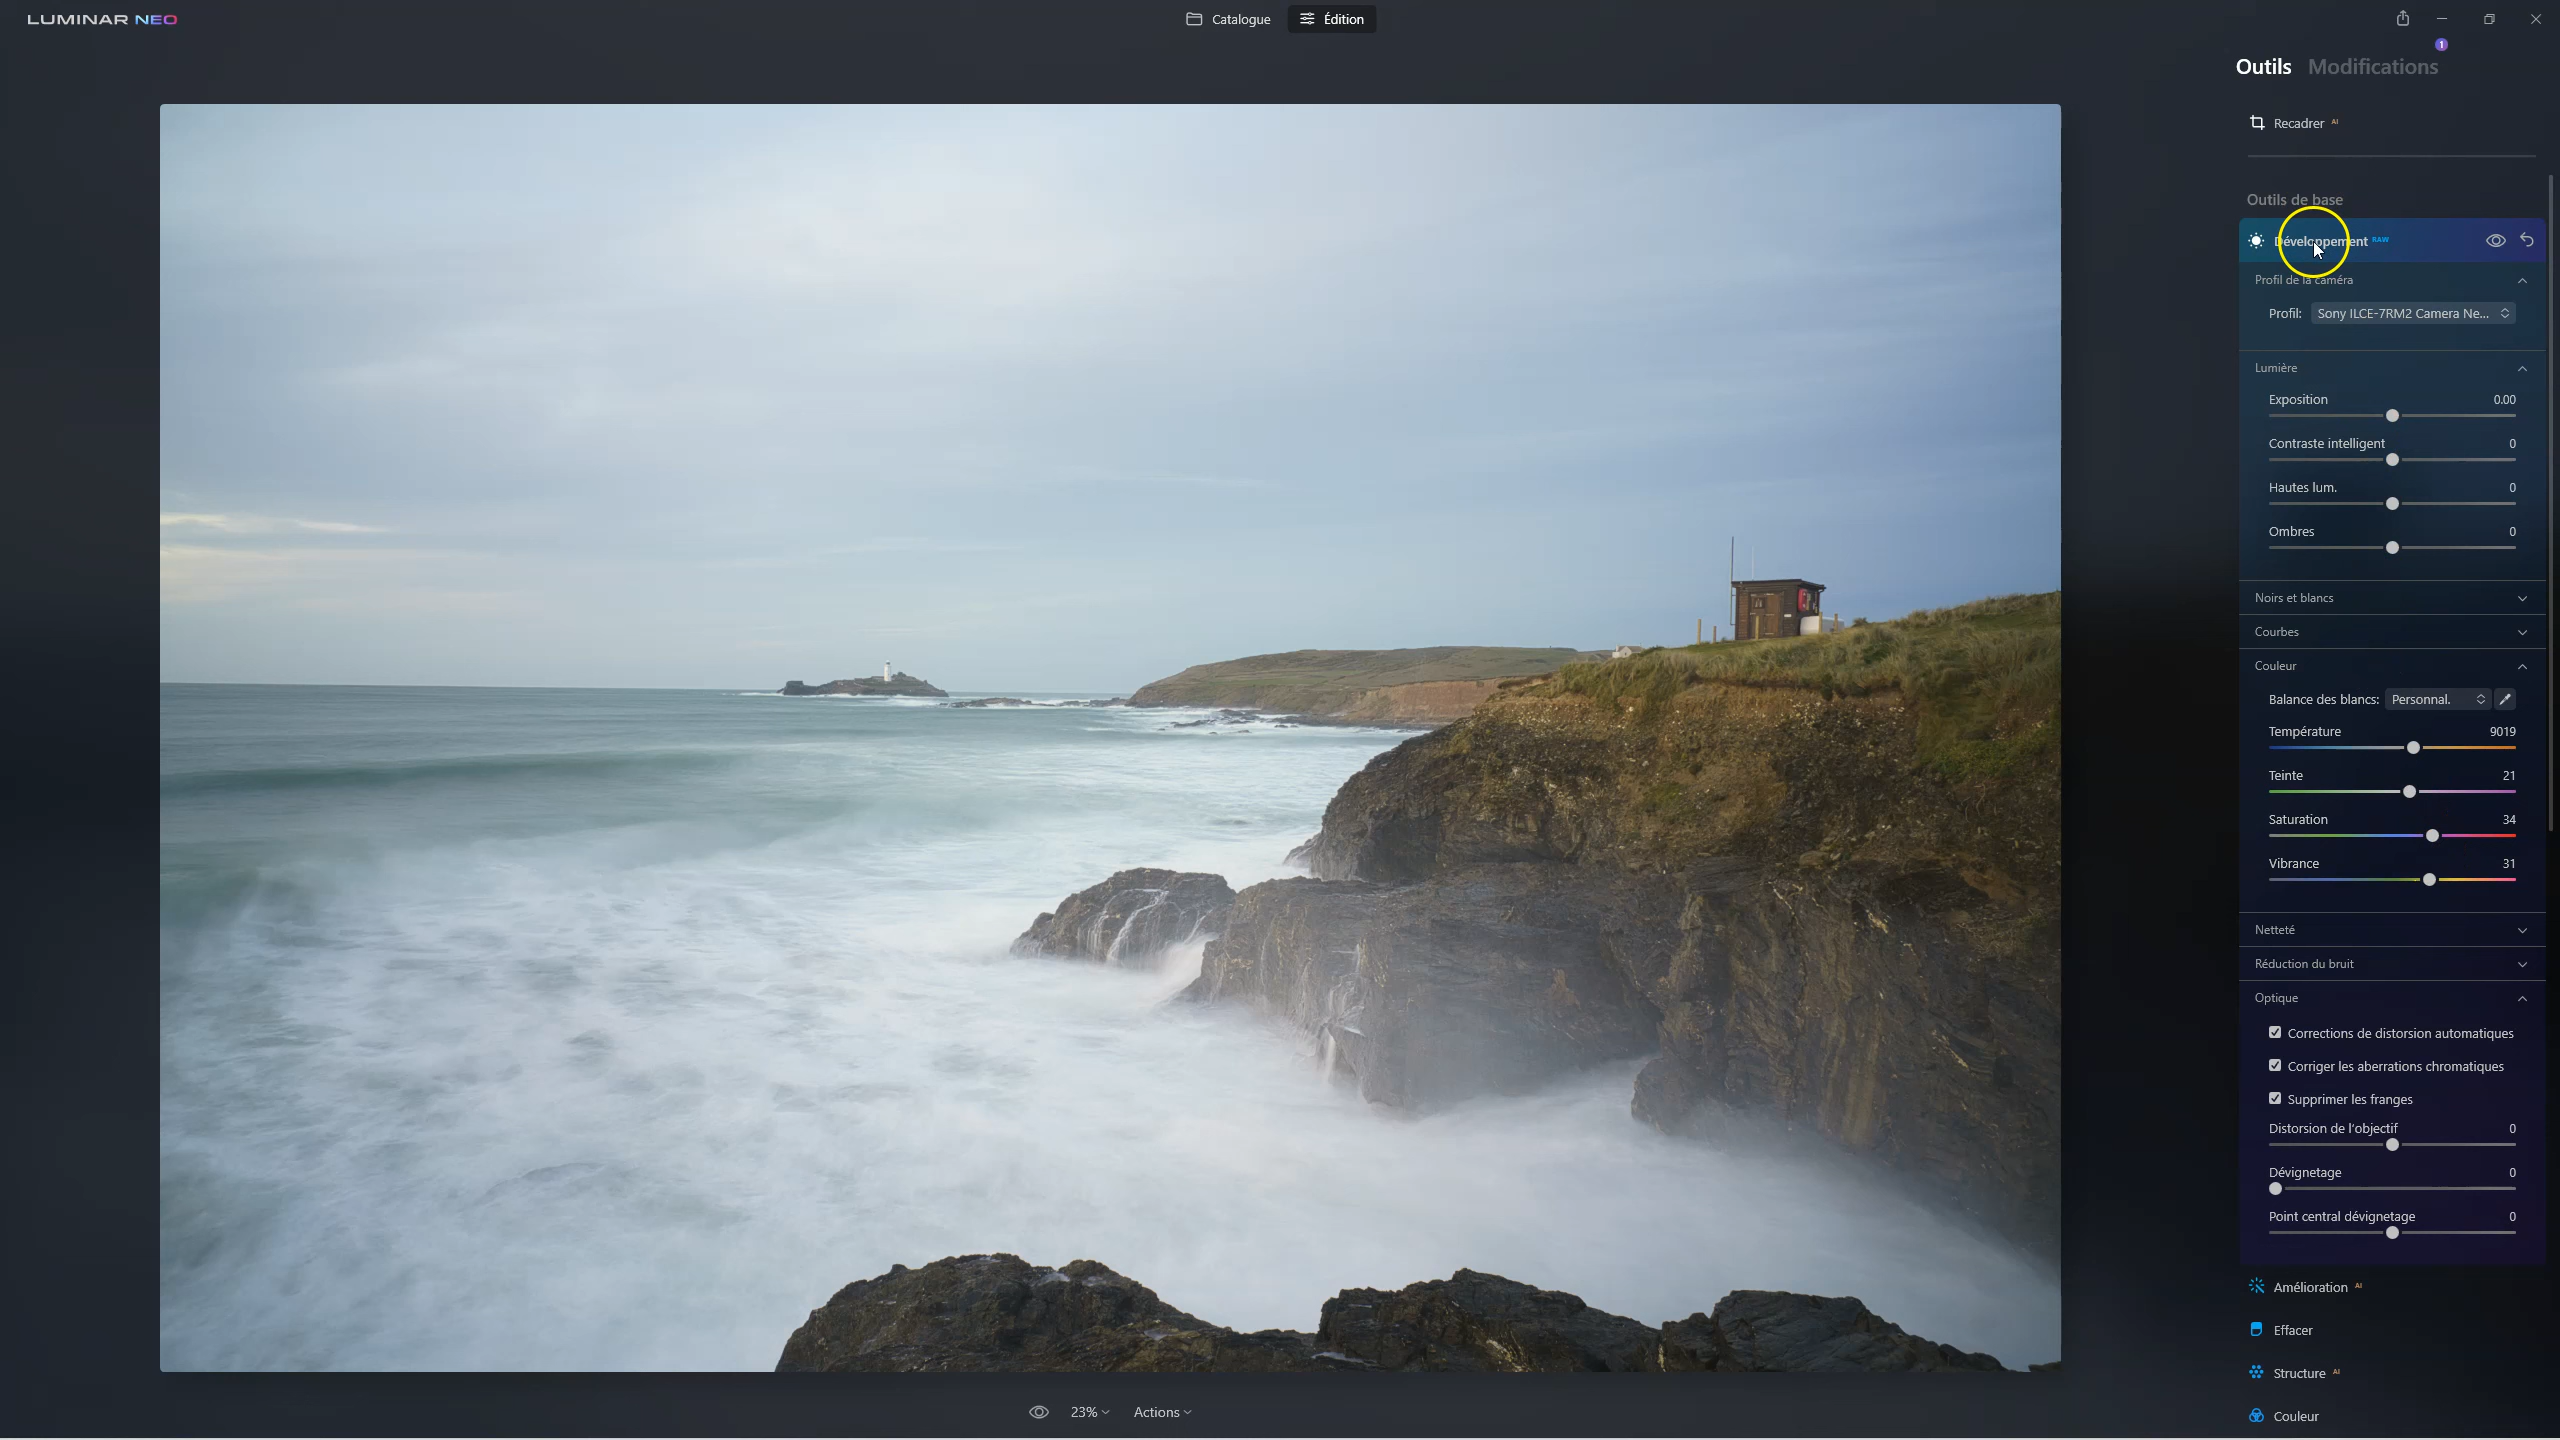 LUMINAR NEO
Catalogue
Édition
1
Outils Modifications
Recadrer AI
Outils de base
Développement RAW
Profil de la caméra
Profil: Sony ILCE-7RM2 Camera Ne...
Lumière
Exposition 0.00
Contraste intelligent 0
Hautes lum. 0
Ombres 0
Noirs et blancs
Courbes
Couleur
Balance des blancs: Personnal.
Température 9019
Teinte 21
Saturation 34
Vibrance 31
Netteté
Réduction du bruit
Optique
Corrections de distorsion automatiques
Corriger les aberrations chromatiques
Supprimer les franges
Distorsion de l'objectif 0
Dévignetage 0
Point central dévignetage 0
Amélioration AI
Effacer
Structure AI
Couleur
23% Actions